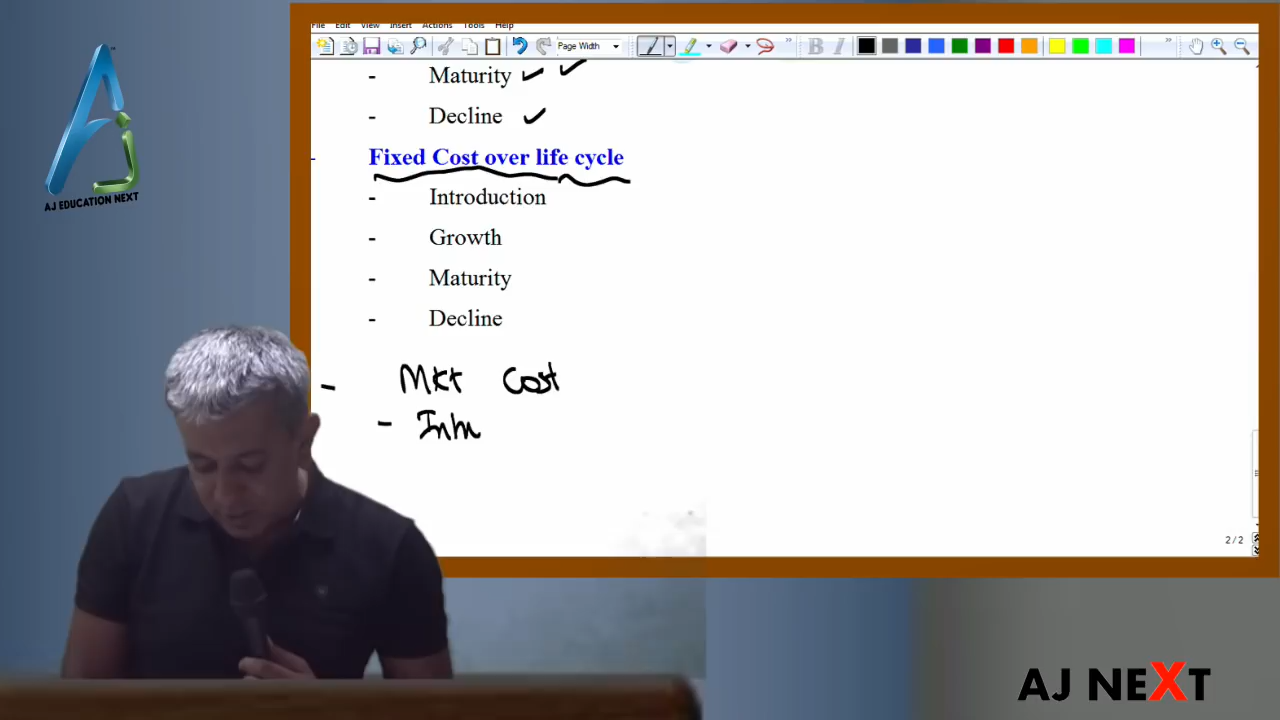 File Edit View Insert Actions Tools Help
Page Width
- Maturity
- Decline
- Fixed Cost over life cycle
- Introduction
- Growth
- Maturity
- Decline
- Mkt Cost
-
2 / 2
AJ EDUCATION NEXT
AJ NEXT